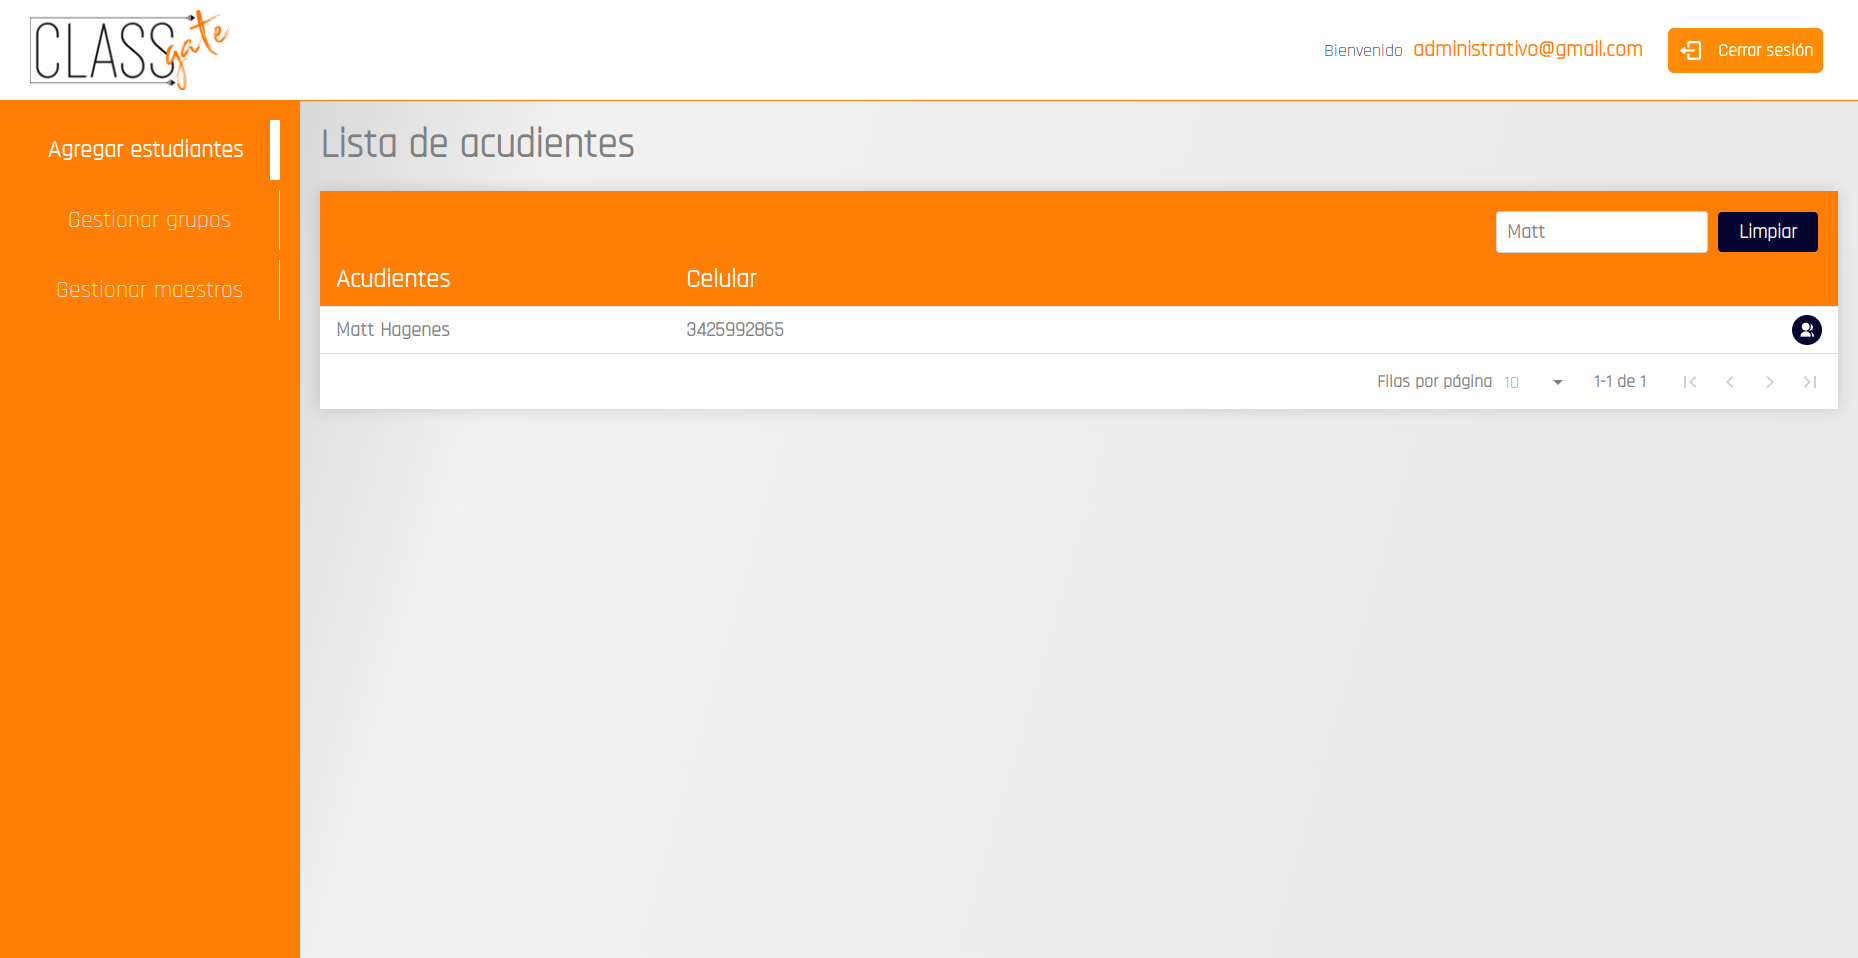 CLASSgate
Bienvenido administrativo@gmail.com
Cerrar sesión
Agregar estudiantes
Gestionar grupos
Gestionar maestros
Lista de acudientes
Matt
Limpiar
Acudientes Celular
Matt Hagenes 3425992865
Filas por página 10 1-1 de 1